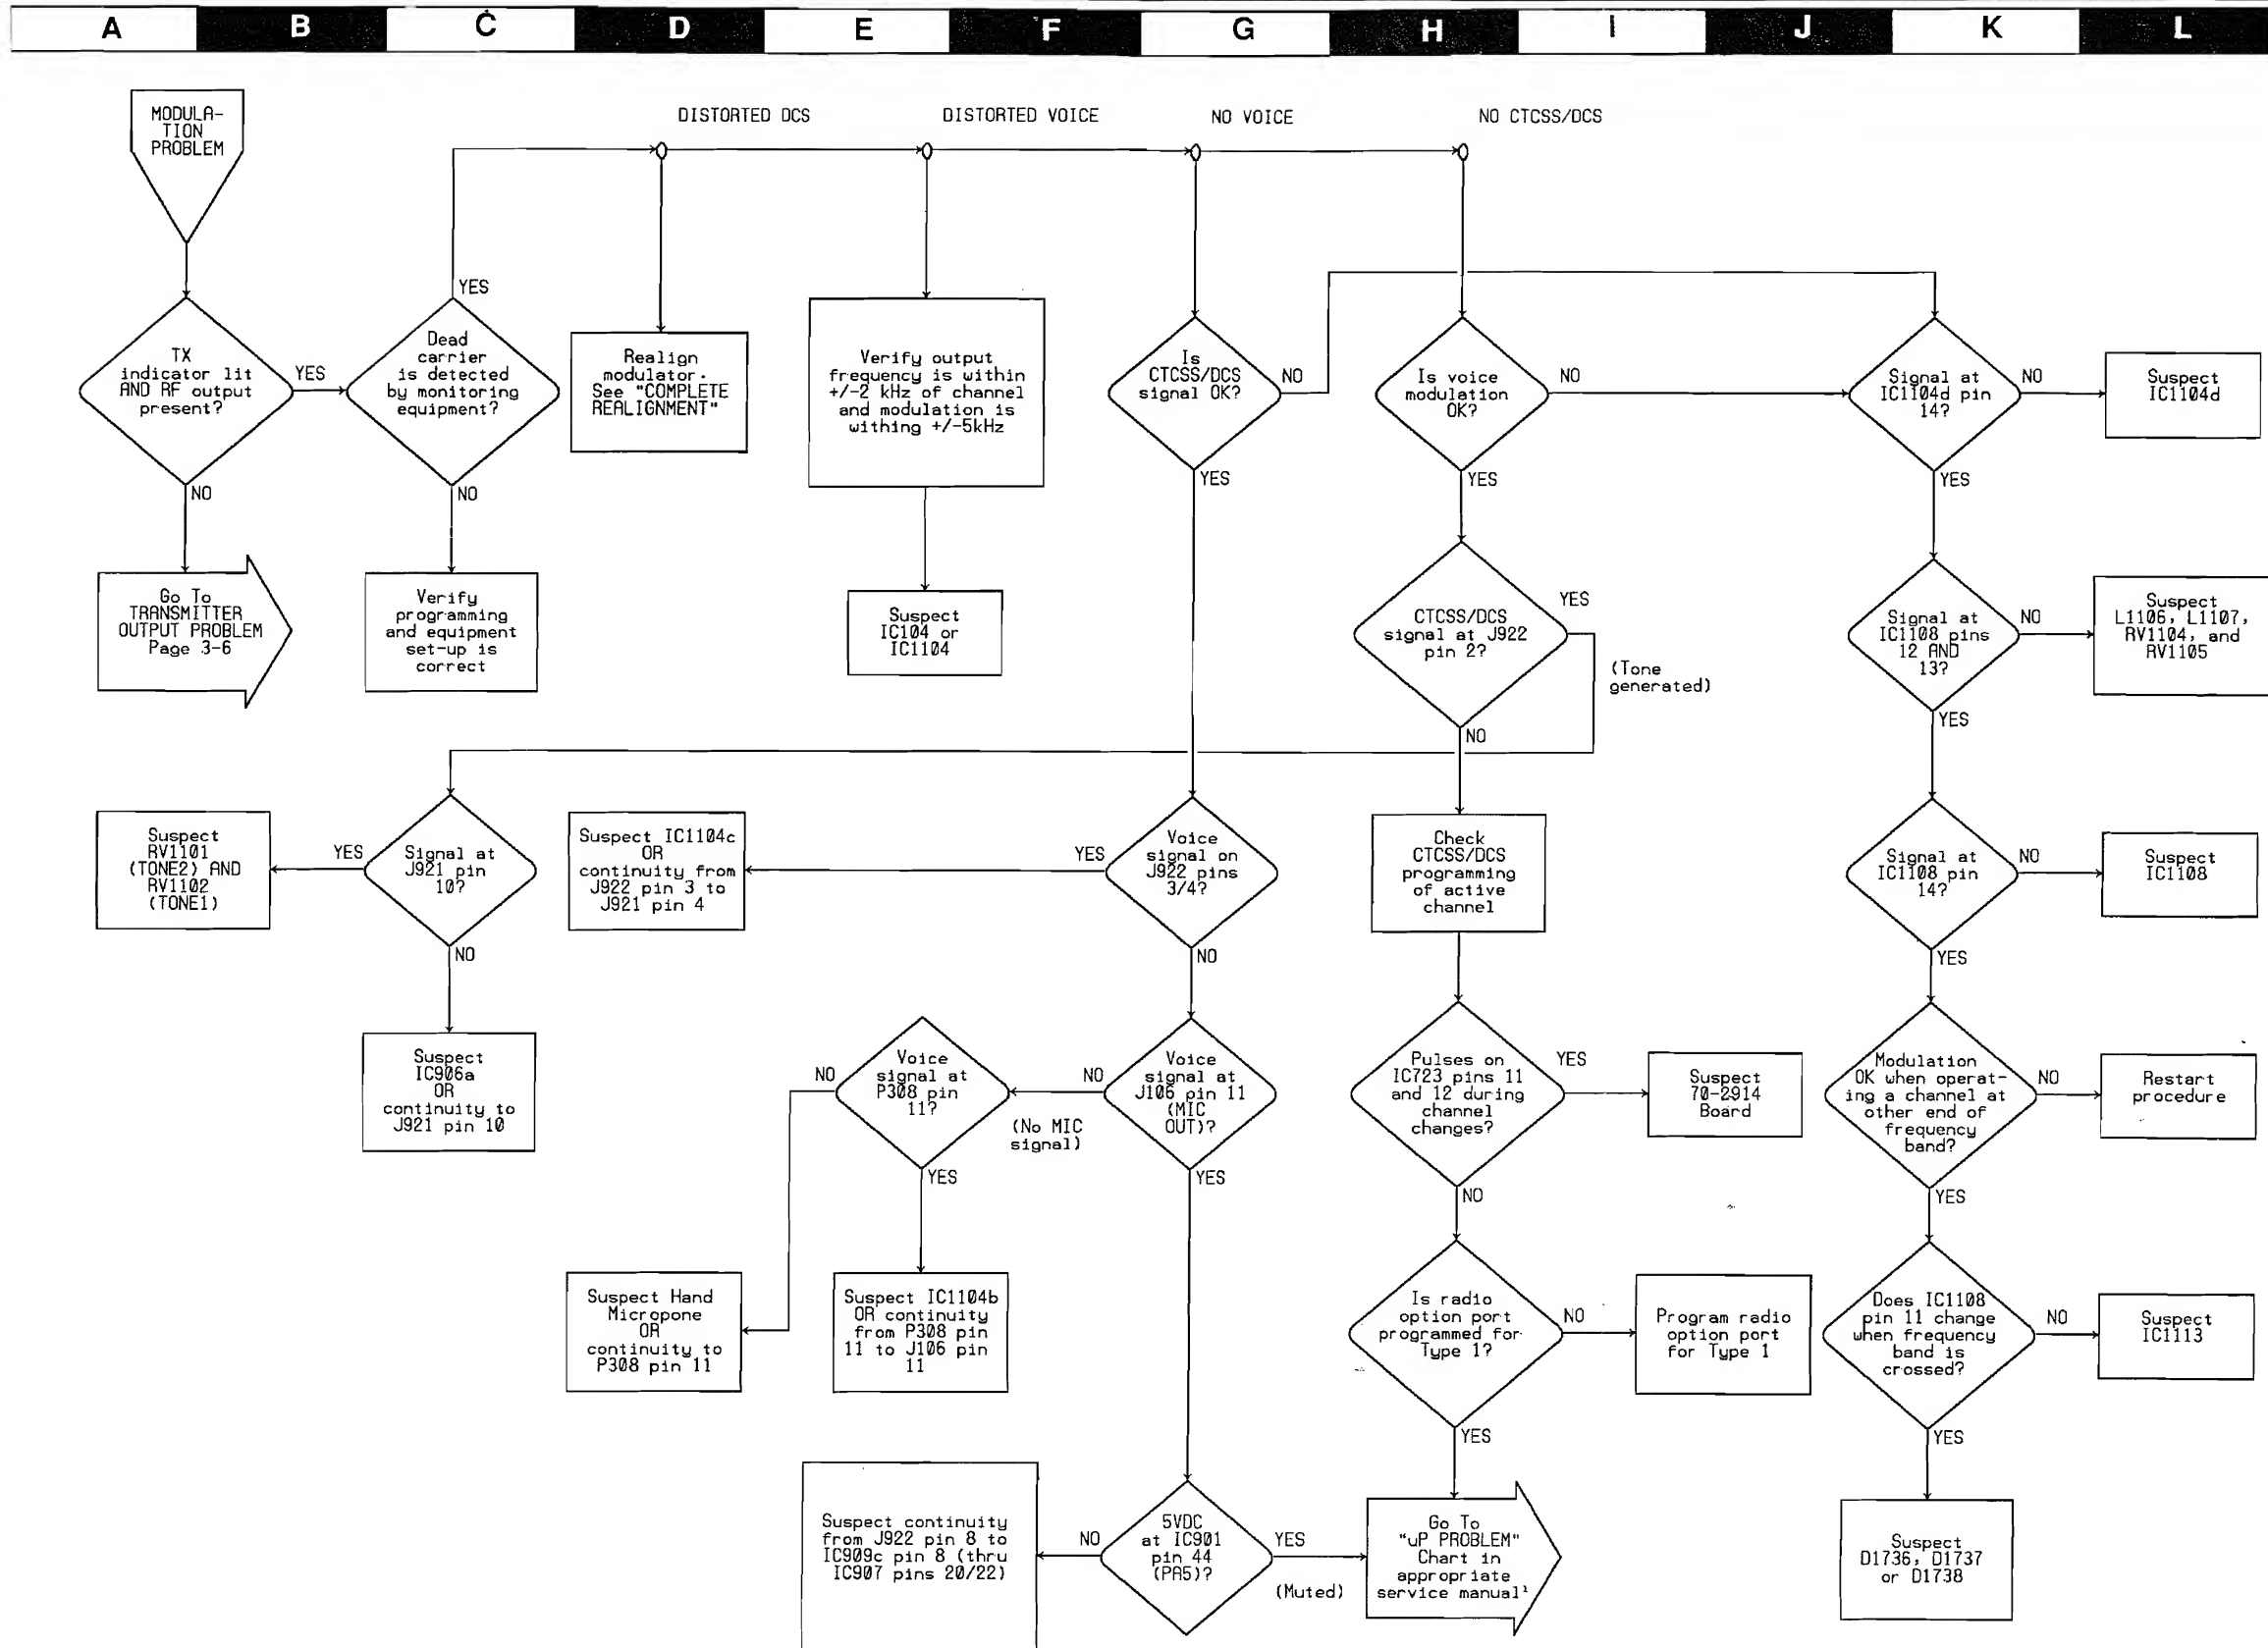 A B C D E F G H I J K L
MODULA-
TION
PROBLEM
DISTORTED DCS
DISTORTED VOICE
NO VOICE
NO CTCSS/DCS
TX
indicator lit
AND RF output
present?
YES
NO
Dead
carrier
is detected
by monitoring
equipment?
YES
NO
Realign
modulator.
See "COMPLETE
REALIGNMENT"
Verify output
frequency is within
+/-2 kHz of channel
and modulation is
withing +/-5kHz
Is
CTCSS/DCS
signal OK?
NO
YES
Is voice
modulation
OK?
NO
YES
Signal at
IC1104d pin
14?
NO
YES
Suspect
IC1104d
Go To
TRANSMITTER
OUTPUT PROBLEM
Page 3-6
Verify
programming
and equipment
set-up is
correct
Suspect
IC104 or
IC1104
CTCSS/DCS
signal at J922
pin 2?
YES
(Tone
generated)
NO
Signal at
IC1108 pins
12 AND
13?
NO
YES
Suspect
L1106, L1107,
RV1104, and
RV1105
Suspect
RV1101
(TONE2) AND
RV1102
(TONE1)
YES
Signal at
J921 pin
10?
NO
Suspect IC1104c
OR
continuity from
J922 pin 3 to
J921 pin 4
YES
Voice
signal on
J922 pins
3/4?
NO
Check
CTCSS/DCS
programming
of active
channel
Signal at
IC1108 pin
14?
NO
YES
Suspect
IC1108
Suspect
IC906a
OR
continuity to
J921 pin 10
NO
Voice
signal at
P308 pin
11?
YES
NO
(No MIC
signal)
Voice
signal at
J106 pin 11
(MIC
OUT)?
YES
Pulses on
IC723 pins 11
and 12 during
channel
changes?
YES
NO
Suspect
70-2914
Board
Modulation
OK when operat-
ing a channel at
other end of
frequency
band?
NO
YES
Restart
procedure
Suspect Hand
Micropone
OR
continuity to
P308 pin 11
Suspect IC1104b
OR continuity
from P308 pin
11 to J106 pin
11
Is radio
option port
programmed for
Type 1?
NO
YES
Program radio
option port
for Type 1
Does IC1108
pin 11 change
when frequency
band is
crossed?
NO
YES
Suspect
IC1113
Suspect continuity
from J922 pin 8 to
IC909c pin 8 (thru
IC907 pins 20/22)
NO
5VDC
at IC901
pin 44
(PA5)?
YES
(Muted)
Go To
"uP PROBLEM"
Chart in
appropriate
service manual¹
Suspect
D1736, D1737
or D1738